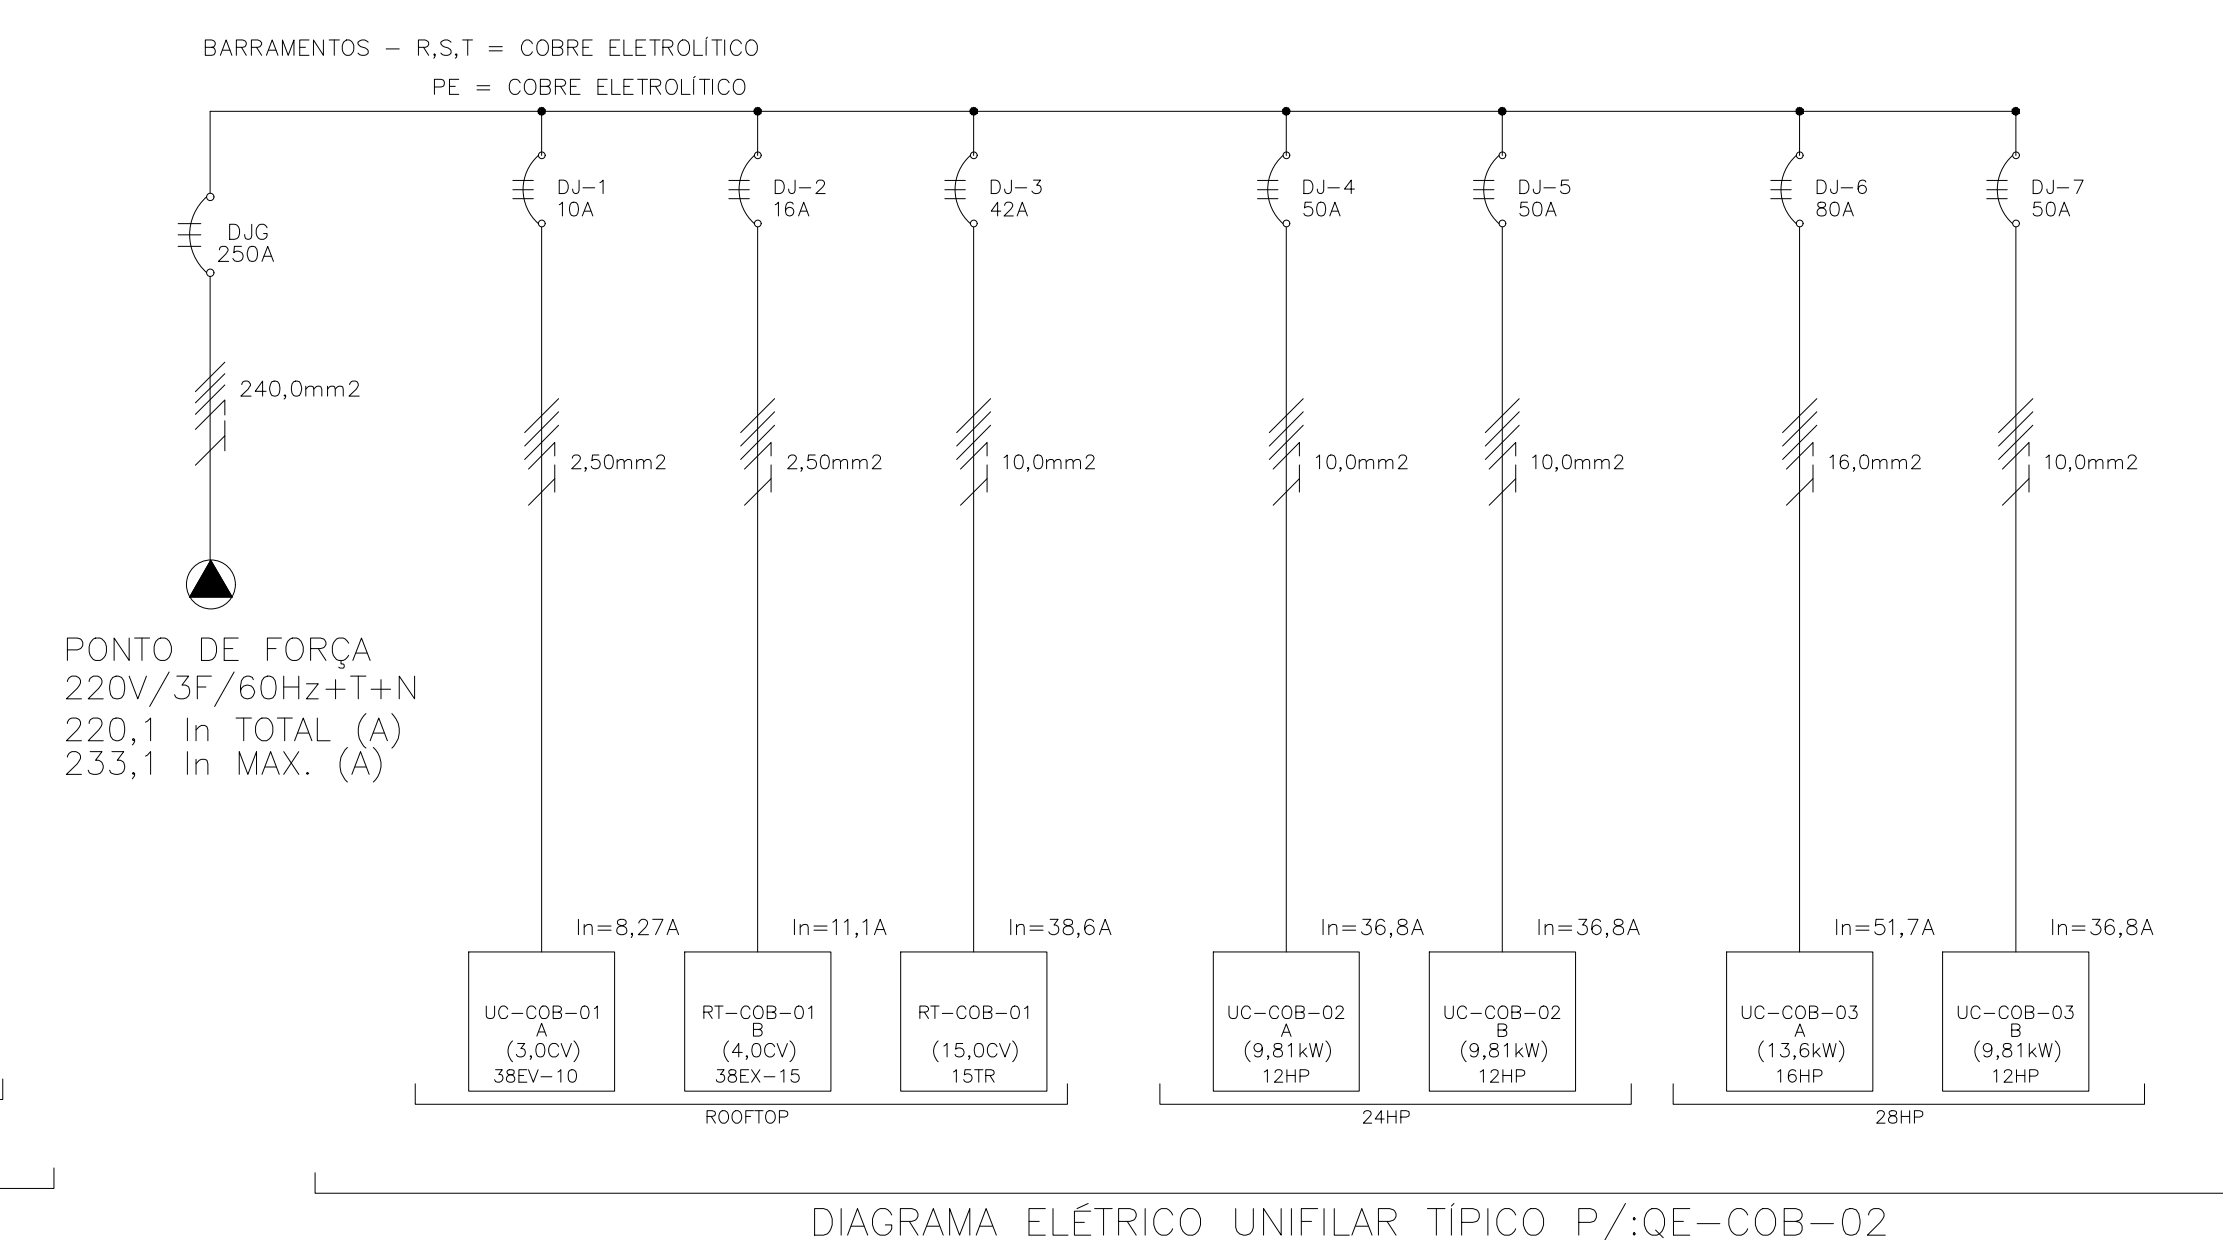 BARRAMENTOS - R,S,T = COBRE ELETROLÍTICO
PE = COBRE ELETROLÍTICO
DJG
250A
DJ-1
10A
DJ-2
16A
DJ-3
42A
DJ-4
50A
DJ-5
50A
DJ-6
80A
DJ-7
50A
240,0mm2
2,50mm2
2,50mm2
10,0mm2
10,0mm2
10,0mm2
16,0mm2
10,0mm2
PONTO DE FORÇA
220V/3F/60Hz+T+N
220,1 In TOTAL (A)
233,1 In MAX. (A)
In=8,27A
In=11,1A
In=38,6A
In=36,8A
In=36,8A
In=51,7A
In=36,8A
UC-COB-01
A
(3,0CV)
38EV-10
RT-COB-01
B
(4,0CV)
38EX-15
RT-COB-01
(15,0CV)
15TR
UC-COB-02
A
(9,81kW)
12HP
UC-COB-02
B
(9,81kW)
12HP
UC-COB-03
A
(13,6kW)
16HP
UC-COB-03
B
(9,81kW)
12HP
ROOFTOP
24HP
28HP
DIAGRAMA ELÉTRICO UNIFILAR TÍPICO P/:QE-COB-02